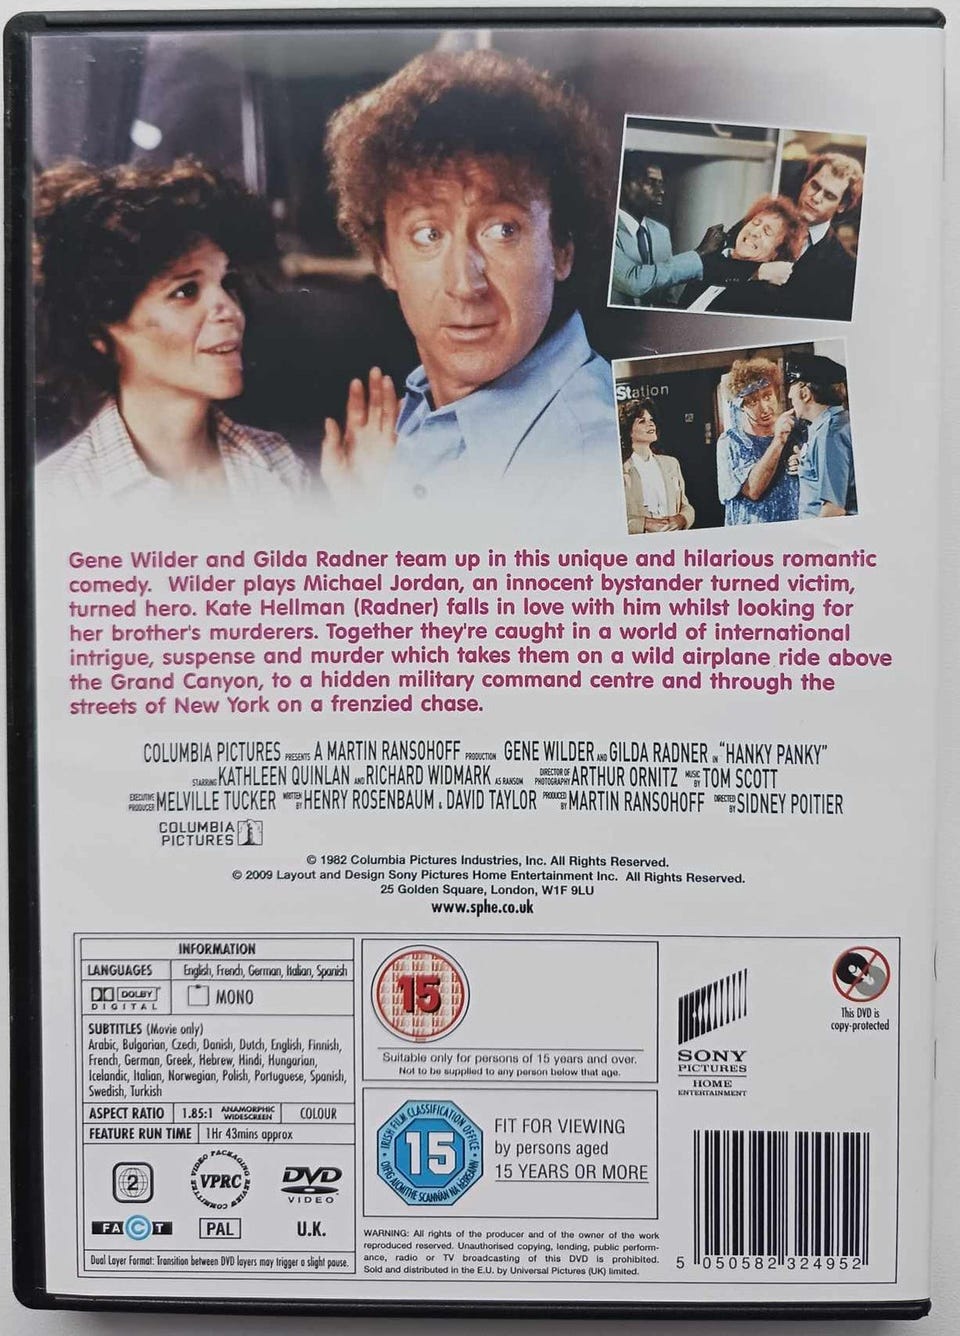 Station
Gene Wilder and Gilda Radner team up in this unique and hilarious romantic
comedy. Wilder plays Michael Jordan, an innocent bystander turned victim,
turned hero. Kate Hellman (Radner) falls in love with him whilst looking for
her brother's murderers. Together they're caught in a world of international
intrigue, suspense and murder which takes them on a wild airplane ride above
the Grand Canyon, to a hidden military command centre and through the
streets of New York on a frenzied chase.
COLUMBIA PICTURES PRESENTS A MARTIN RANSOHOFF PRODUCTION GENE WILDER AND GILDA RADNER IN "HANKY PANKY"
STARRING KATHLEEN QUINLAN AND RICHARD WIDMARK AS RANSOM DIRECTOR OF PHOTOGRAPHY ARTHUR ORNITZ MUSIC BY TOM SCOTT
EXECUTIVE PRODUCER MELVILLE TUCKER WRITTEN BY HENRY ROSENBAUM & DAVID TAYLOR PRODUCED BY MARTIN RANSOHOFF DIRECTED BY SIDNEY POITIER
COLUMBIA
PICTURES
© 1982 Columbia Pictures Industries, Inc. All Rights Reserved.
© 2009 Layout and Design Sony Pictures Home Entertainment Inc. All Rights Reserved.
25 Golden Square, London, W1F 9LU
www.sphe.co.uk
INFORMATION
LANGUAGES English, French, German, Italian, Spanish
DOLBY
DIGITAL
MONO
SUBTITLES (Movie only)
Arabic, Bulgarian, Czech, Danish, Dutch, English, Finnish,
French, German, Greek, Hebrew, Hindi, Hungarian,
Icelandic, Italian, Norwegian, Polish, Portuguese, Spanish,
Swedish, Turkish
ASPECT RATIO 1.85:1 ANAMORPHIC WIDESCREEN COLOUR
FEATURE RUN TIME 1Hr 43mins approx
2
VIDEO PACKAGING REVIEW COMMITTEE
VPRC
DVD
VIDEO
FACT
PAL
U.K.
Dual Layer Format: Transition between DVD layers may trigger a slight pause.
15
Suitable only for persons of 15 years and over.
Not to be supplied to any person below that age.
IRISH FILM CLASSIFICATION OFFICE
15
OIFIG AICMITHE SCANNÁN NA hÉIREANN
FIT FOR VIEWING
by persons aged
15 YEARS OR MORE
WARNING: All rights of the producer and of the owner of the work
reproduced reserved. Unauthorised copying, lending, public perform-
ance, radio or TV broadcasting of this DVD is prohibited.
Sold and distributed in the E.U. by Universal Pictures (UK) limited.
SONY
PICTURES
HOME
ENTERTAINMENT
This DVD is
copy-protected
5 050582 324952